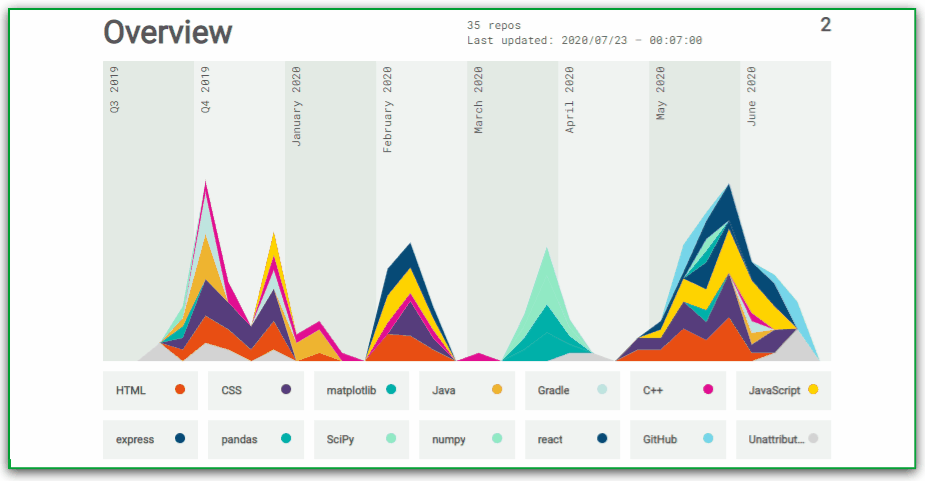 Overview
35 repos
Last updated: 2020/07/23 – 00:07:00
2
Q3 2019
Q4 2019
January 2020
February 2020
March 2020
April 2020
May 2020
June 2020
HTML
CSS
matplotlib
Java
Gradle
C++
JavaScript
express
pandas
SciPy
numpy
react
GitHub
Unattribut...